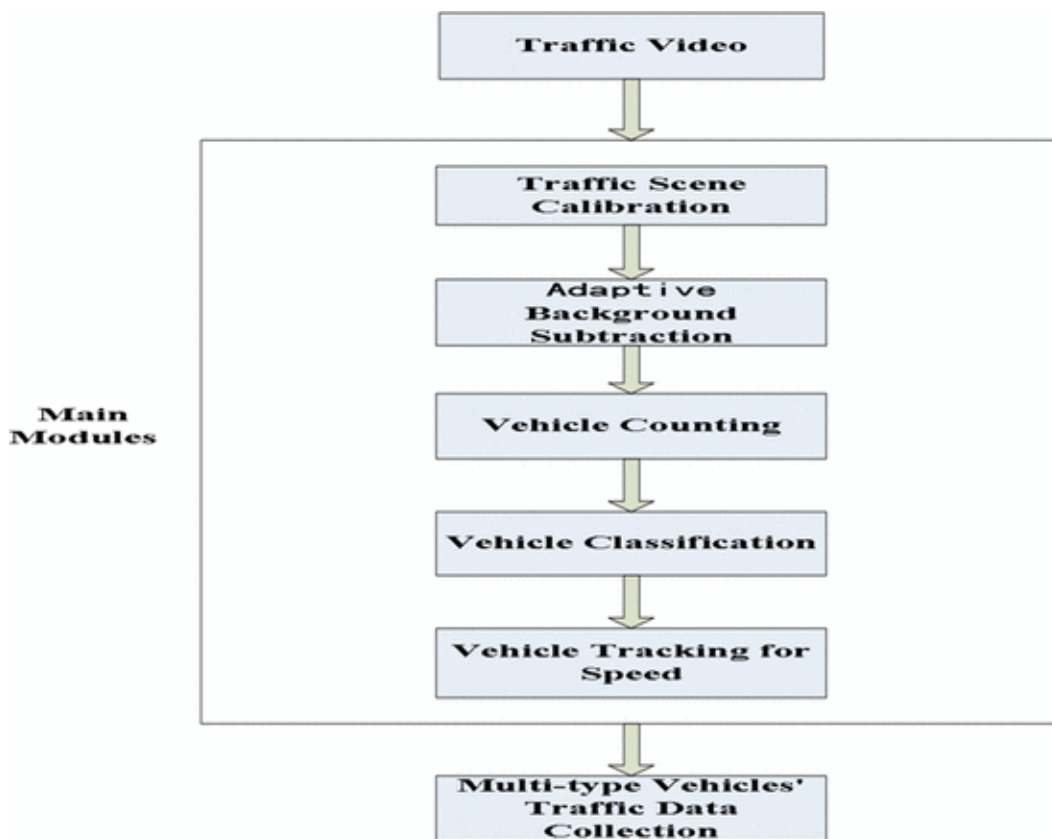 Traffic Video
Traffic Scene
Calibration
Adaptive
Background
Subtraction
Vehicle Counting
Main
Modules
Vehicle Classification
Vehicle Tracking for
Speed
Multi-type Vehicles'
Traffic Data
Collection